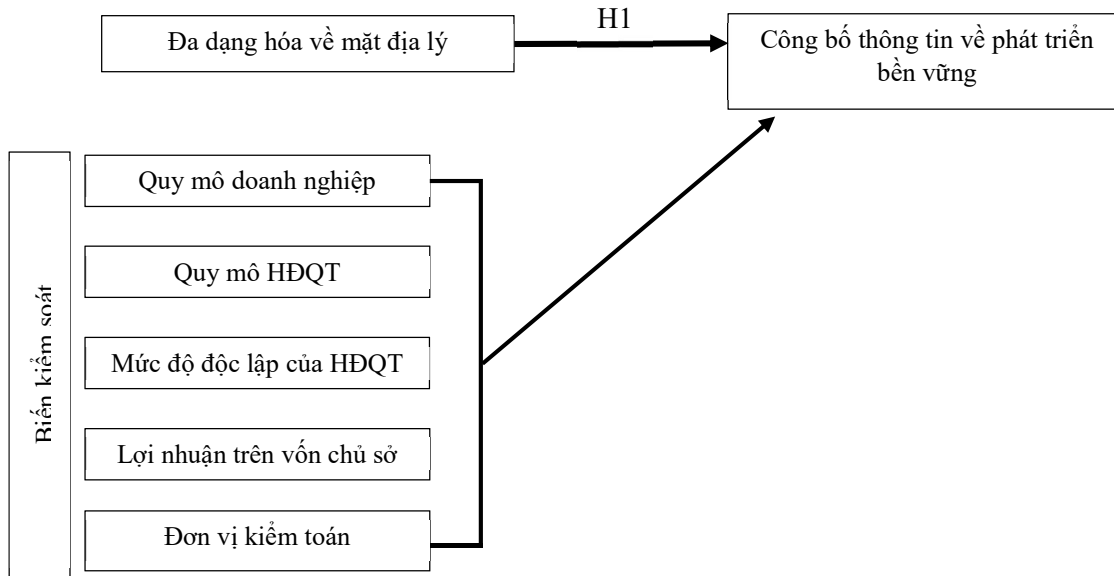 H1
Đa dạng hóa về mặt địa lý
Công bố thông tin về phát triển
bền vững
Biến kiểm soát
Quy mô doanh nghiệp
Quy mô HĐQT
Mức độ độc lập của HĐQT
Lợi nhuận trên vốn chủ sở
Đơn vị kiểm toán